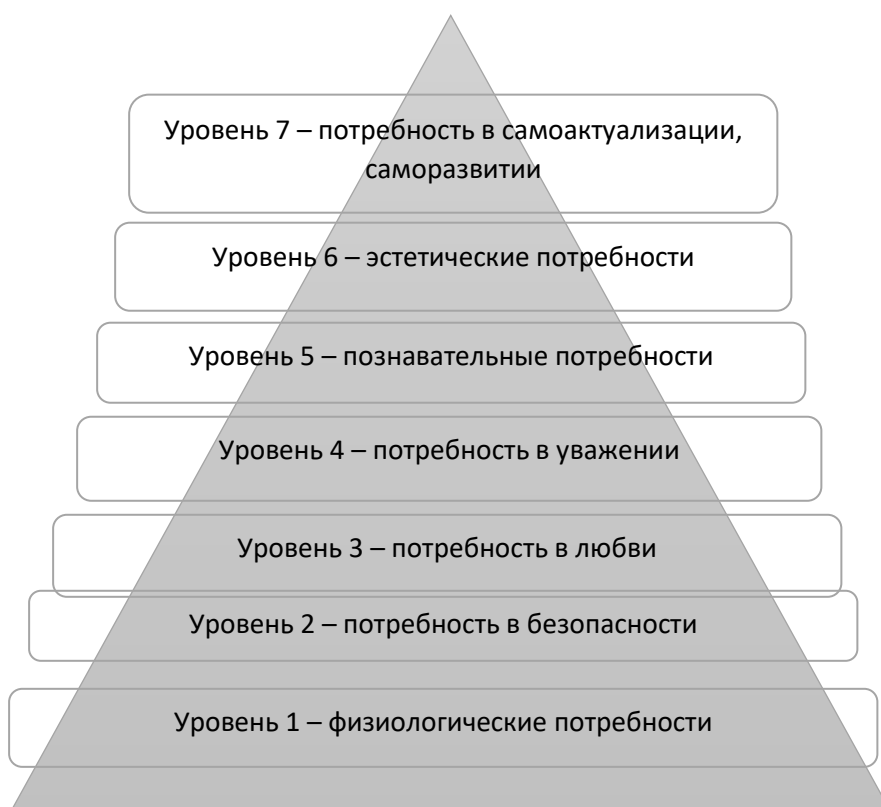 Уровень 7 – потребность в самоактуализации,
саморазвитии
Уровень 6 – эстетические потребности
Уровень 5 – познавательные потребности
Уровень 4 – потребность в уважении
Уровень 3 – потребность в любви
Уровень 2 – потребность в безопасности
Уровень 1 – физиологические потребности